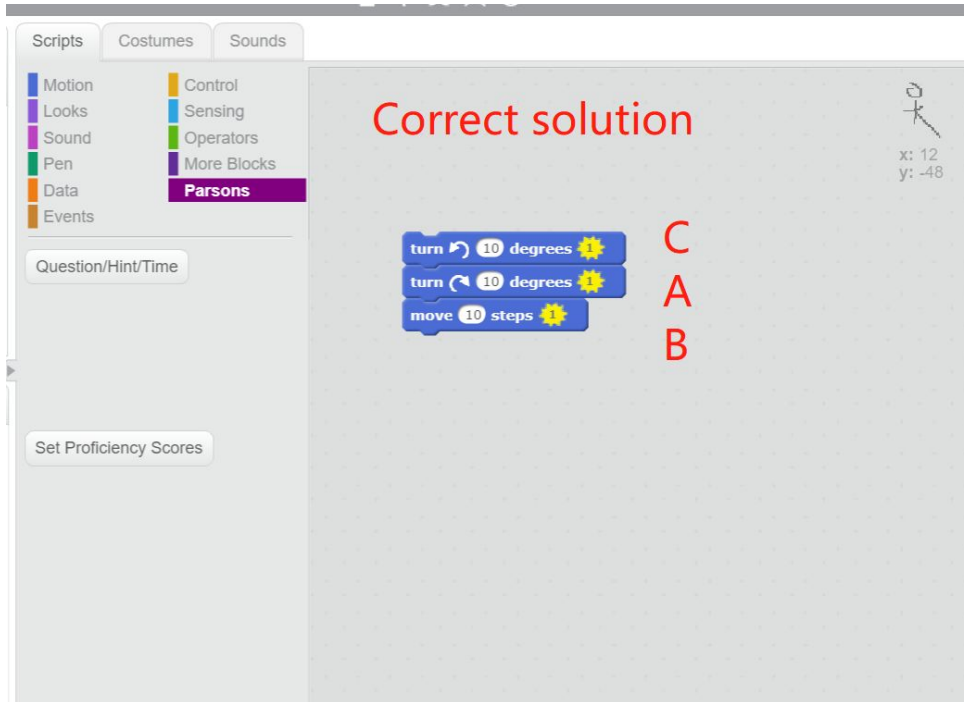 Scripts Costumes Sounds
Motion Control
Looks Sensing
Sound Operators
Pen More Blocks
Data Parsons
Events
Question/Hint/Time
Set Proficiency Scores
Correct solution
x: 12
y: -48
turn 10 degrees 1 C
turn 10 degrees 1 A
move 10 steps 1 B